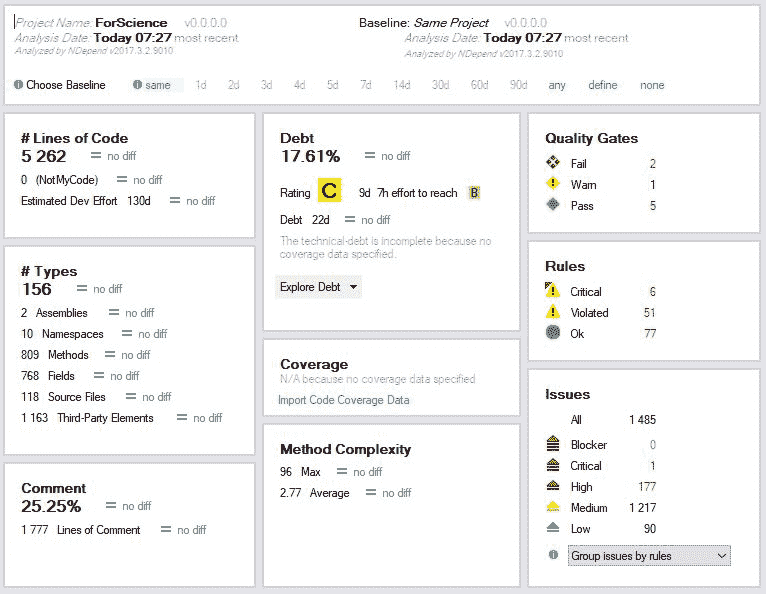 Project Name: ForScience v0.0.0.0
Analysis Date: Today 07:27 most recent
Analyzed by NDepend v2017.3.2.9010
Baseline: Same Project v0.0.0.0
Analysis Date: Today 07:27 most recent
Analyzed by NDepend v2017.3.2.9010
Choose Baseline same 1d 2d 3d 4d 5d 7d 14d 30d 60d 90d any define none
# Lines of Code
5 262 = no diff
0 (NotMyCode) = no diff
Estimated Dev Effort 130d = no diff
# Types
156 = no diff
2 Assemblies = no diff
10 Namespaces = no diff
809 Methods = no diff
768 Fields = no diff
118 Source Files = no diff
1 163 Third-Party Elements = no diff
Comment
25.25% = no diff
1 777 Lines of Comment = no diff
Debt
17.61% = no diff
Rating C 9d 7h effort to reach B
Debt 22d = no diff
The technical-debt is incomplete because no
coverage data specified.
Explore Debt
Coverage
N/A because no coverage data specified
Import Code Coverage Data
Method Complexity
96 Max = no diff
2.77 Average = no diff
Quality Gates
Fail 2
Warn 1
Pass 5
Rules
Critical 6
Violated 51
Ok 77
Issues
All 1 485
Blocker 0
Critical 1
High 177
Medium 1 217
Low 90
Group issues by rules